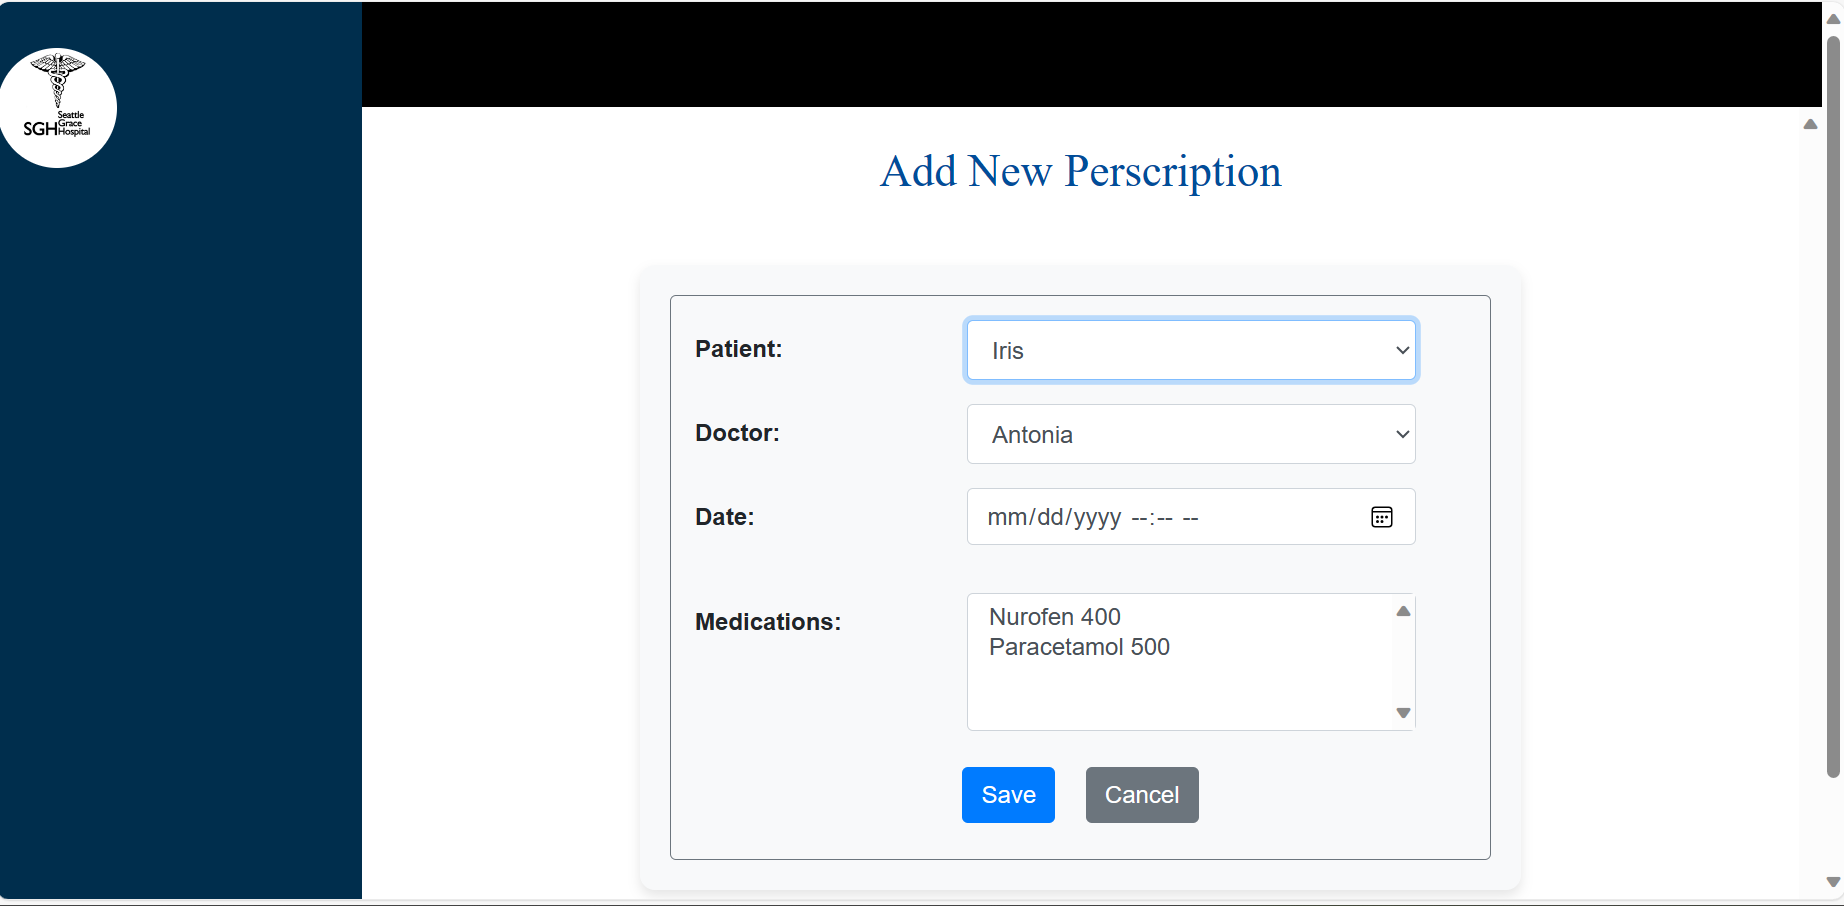 Seattle
Grace
SGH Hospital
Add New Perscription
Patient:
Iris
Doctor:
Antonia
Date:
mm/dd/yyyy --:-- --
Medications:
Nurofen 400
Paracetamol 500
Save
Cancel